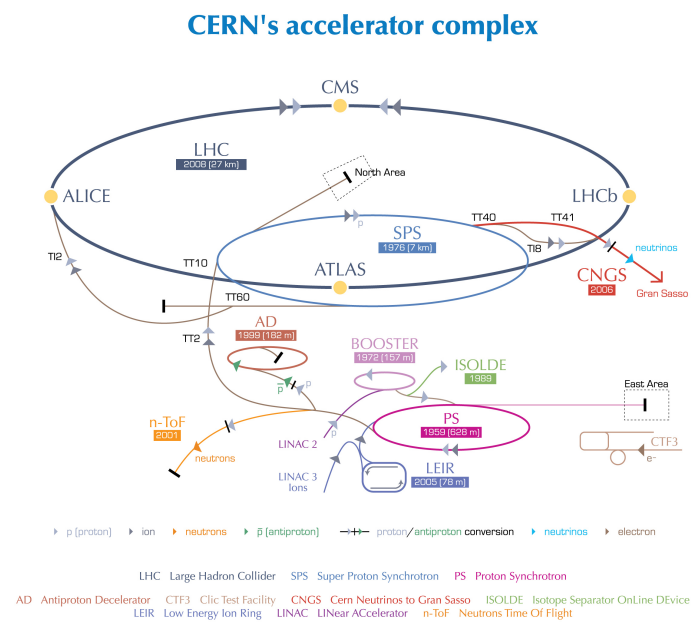 CERN's accelerator complex
CMS
LHC
2008 [27 km]
North Area
ALICE
LHCb
p
TT40
TT41
SPS
1976 [7 km]
TI2
TT10
TI8
neutrinos
ATLAS
CNGS
2006
Gran Sasso
TT60
TT2
AD
1999 [182 m]
BOOSTER
1972 [157 m]
ISOLDE
1989
p̅
p
East Area
n-ToF
2001
PS
1959 [628 m]
p
LINAC 2
neutrons
CTF3
e-
LINAC 3
Ions
LEIR
2005 [78 m]
p [proton] ion neutrons p̅ [antiproton] proton/antiproton conversion neutrinos electron
LHC Large Hadron Collider SPS Super Proton Synchrotron PS Proton Synchrotron
AD Antiproton Decelerator CTF3 Clic Test Facility CNGS Cern Neutrinos to Gran Sasso ISOLDE Isotope Separator OnLine DEvice
LEIR Low Energy Ion Ring LINAC LINear ACcelerator n-ToF Neutrons Time Of Flight